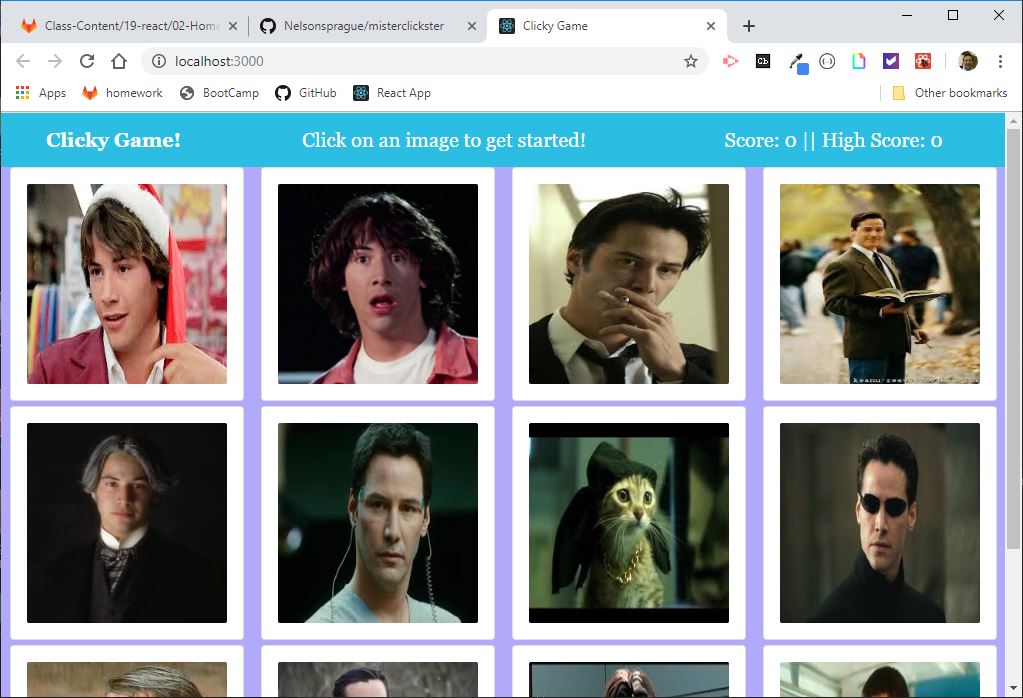 Class-Content/19-react/02-Home
Nelsonsprague/misterclickster
Clicky Game
localhost:3000
Cb
Apps
homework
BootCamp
GitHub
React App
Other bookmarks
Clicky Game!
Click on an image to get started!
Score: 0 || High Score: 0